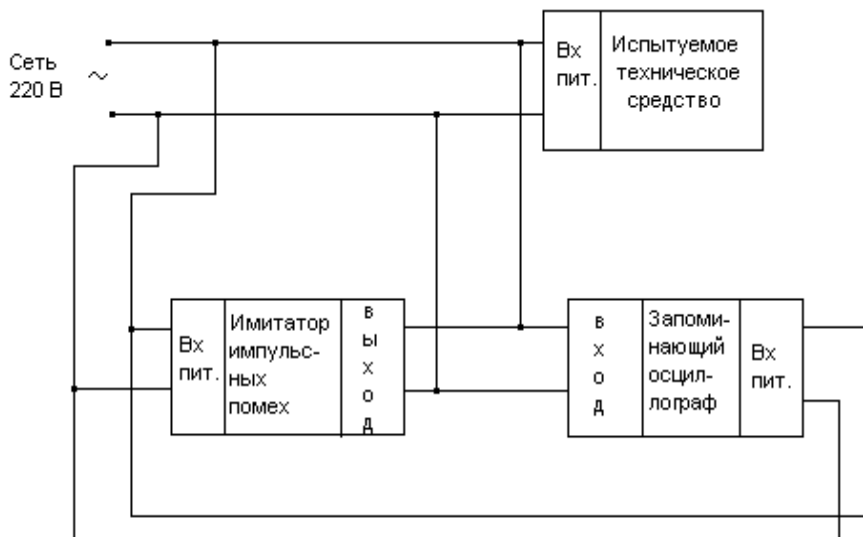 Сеть
220 В
~
Вх
пит.
Испытуемое
техническое
средство
Вх
пит.
Имитатор
импульс-
ных
помех
в
ы
х
о
д
в
х
о
д
Запоми-
нающий
осцил-
лограф
Вх
пит.